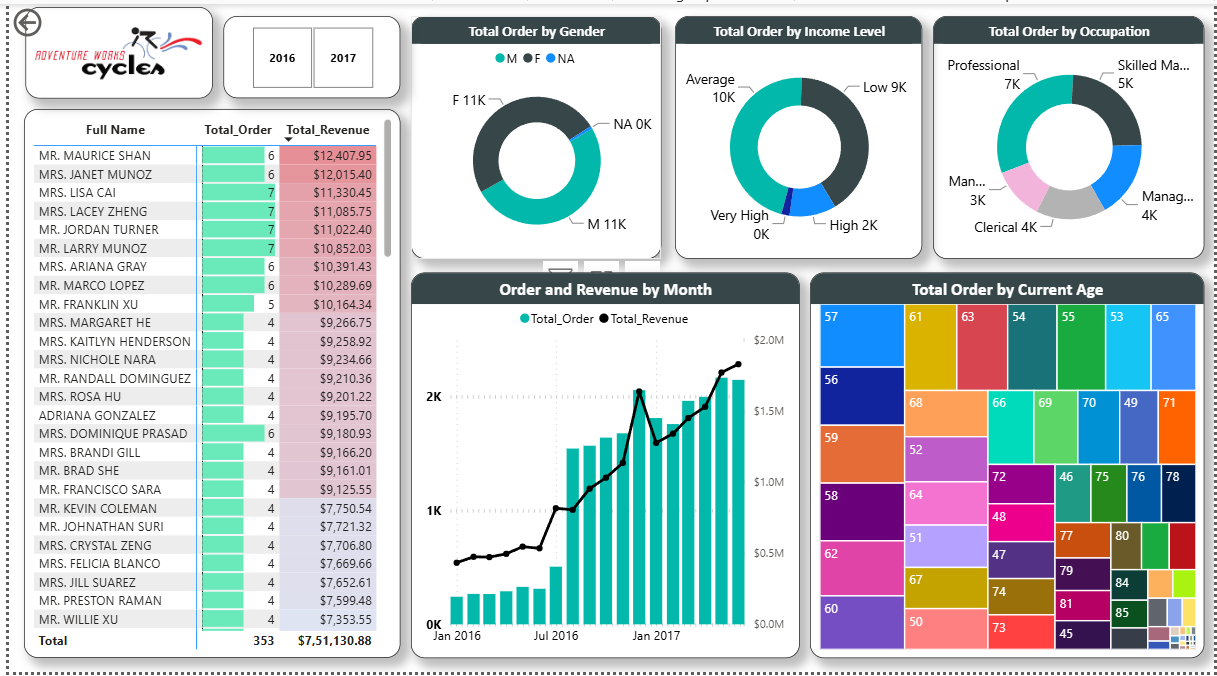 ADVENTURE WORKS
cycles
2016
2017
Full Name Total_Order Total_Revenue
MR. MAURICE SHAN 6 $12,407.95
MRS. JANET MUNOZ 6 $12,015.40
MRS. LISA CAI 7 $11,330.45
MRS. LACEY ZHENG 7 $11,085.75
MR. JORDAN TURNER 7 $11,022.40
MR. LARRY MUNOZ 7 $10,852.03
MRS. ARIANA GRAY 6 $10,391.43
MR. MARCO LOPEZ 6 $10,289.69
MR. FRANKLIN XU 5 $10,164.34
MRS. MARGARET HE 4 $9,266.75
MRS. KAITLYN HENDERSON 4 $9,258.92
MRS. NICHOLE NARA 4 $9,234.66
MR. RANDALL DOMINGUEZ 4 $9,210.36
MRS. ROSA HU 4 $9,201.22
ADRIANA GONZALEZ 4 $9,195.70
MRS. DOMINIQUE PRASAD 6 $9,180.93
MRS. BRANDI GILL 4 $9,166.20
MR. BRAD SHE 4 $9,161.01
MR. FRANCISCO SARA 4 $9,125.55
MR. KEVIN COLEMAN 4 $7,750.54
MR. JOHNATHAN SURI 4 $7,721.32
MRS. CRYSTAL ZENG 4 $7,706.80
MRS. FELICIA BLANCO 4 $7,669.66
MRS. JILL SUAREZ 4 $7,652.61
MR. PRESTON RAMAN 4 $7,599.48
MR. WILLIE XU 4 $7,353.55
Total 353 $7,51,130.88
Total Order by Gender
M F NA
F 11K
NA 0K
M 11K
Total Order by Income Level
Average
10K
Low 9K
Very High
0K
High 2K
Total Order by Occupation
Professional
7K
Skilled Ma...
5K
Man...
3K
Manag...
4K
Clerical 4K
Order and Revenue by Month
Total_Order Total_Revenue
$2.0M
2K
$1.5M
1K
$1.0M
$0.5M
0K
$0.0M
Jan 2016 Jul 2016 Jan 2017
Total Order by Current Age
57 61 63 54 55 53 65
56
68 66 69 70 49 71
59
52
72 46 75 76 78
58
64
48
51
77 80
62
47
79
67
84
74
60
81
85
50
73
45